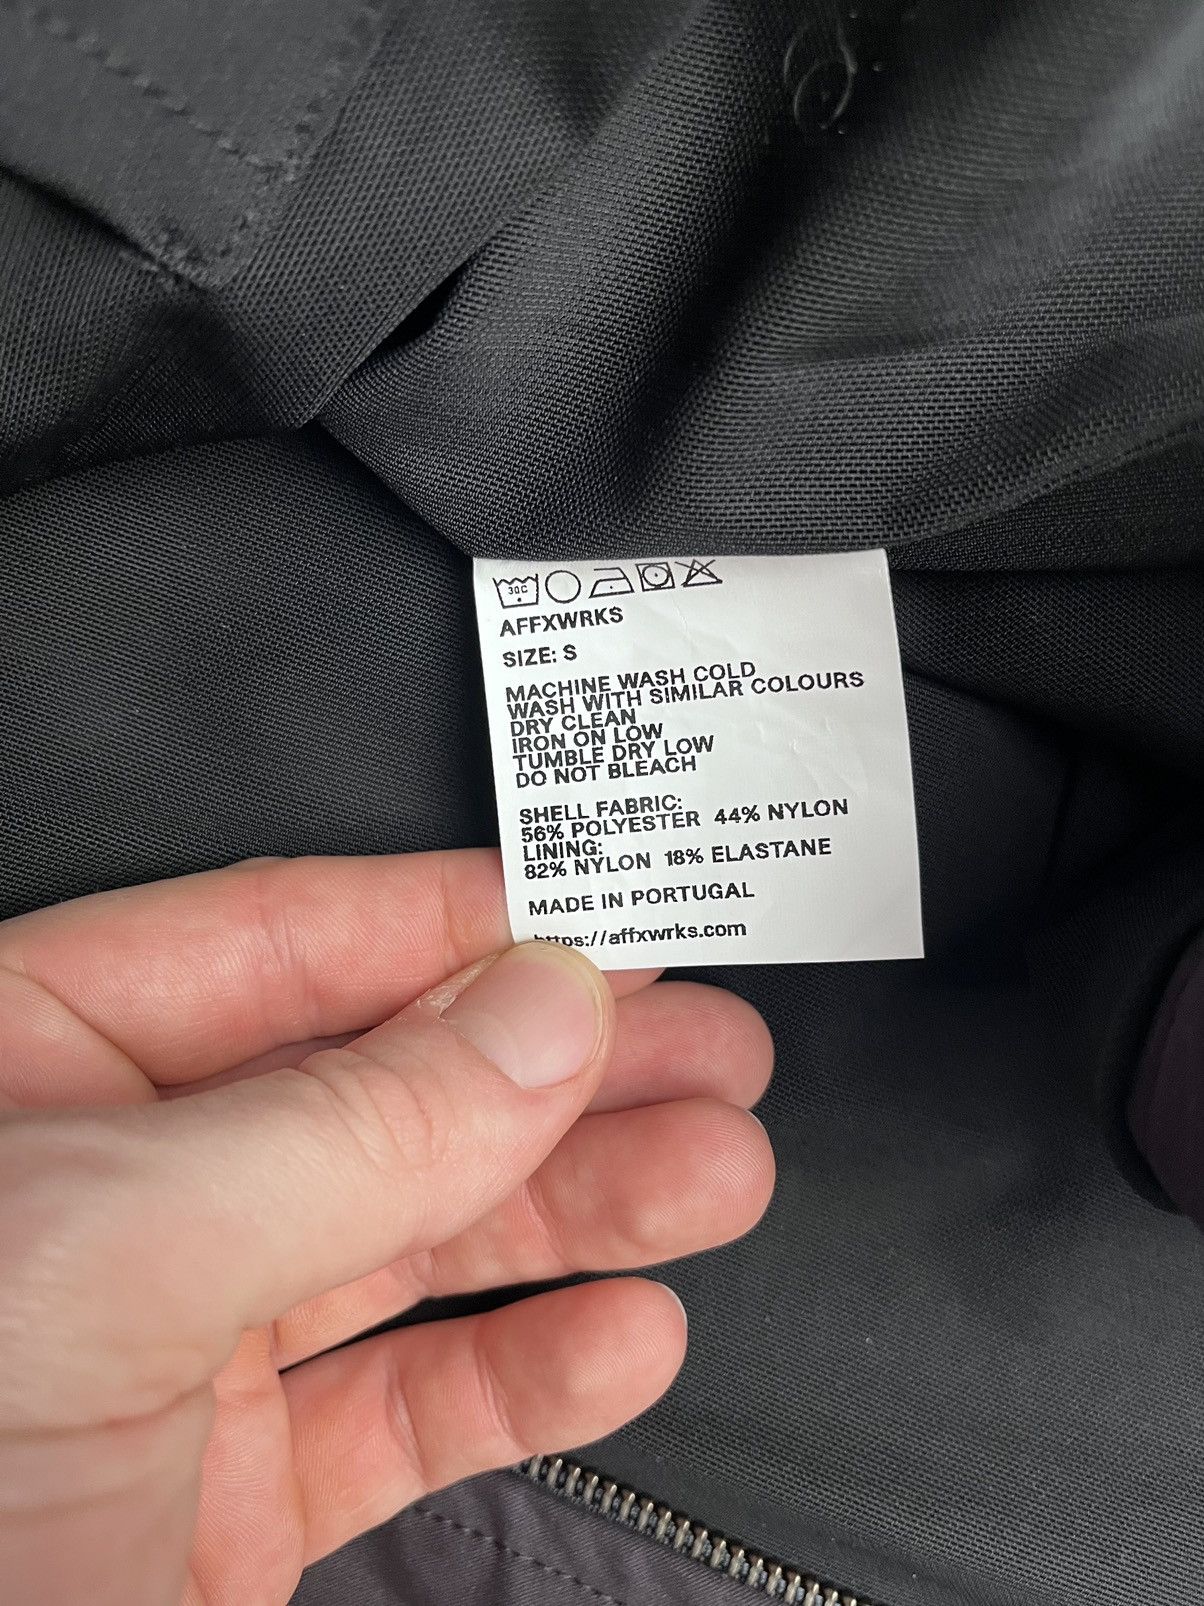 30C
AFFXWRKS
SIZE: S
MACHINE WASH COLD
WASH WITH SIMILAR COLOURS
DRY CLEAN
IRON ON LOW
TUMBLE DRY LOW
DO NOT BLEACH
SHELL FABRIC:
56% POLYESTER 44% NYLON
LINING:
82% NYLON 18% ELASTANE
MADE IN PORTUGAL
https://affxwrks.com